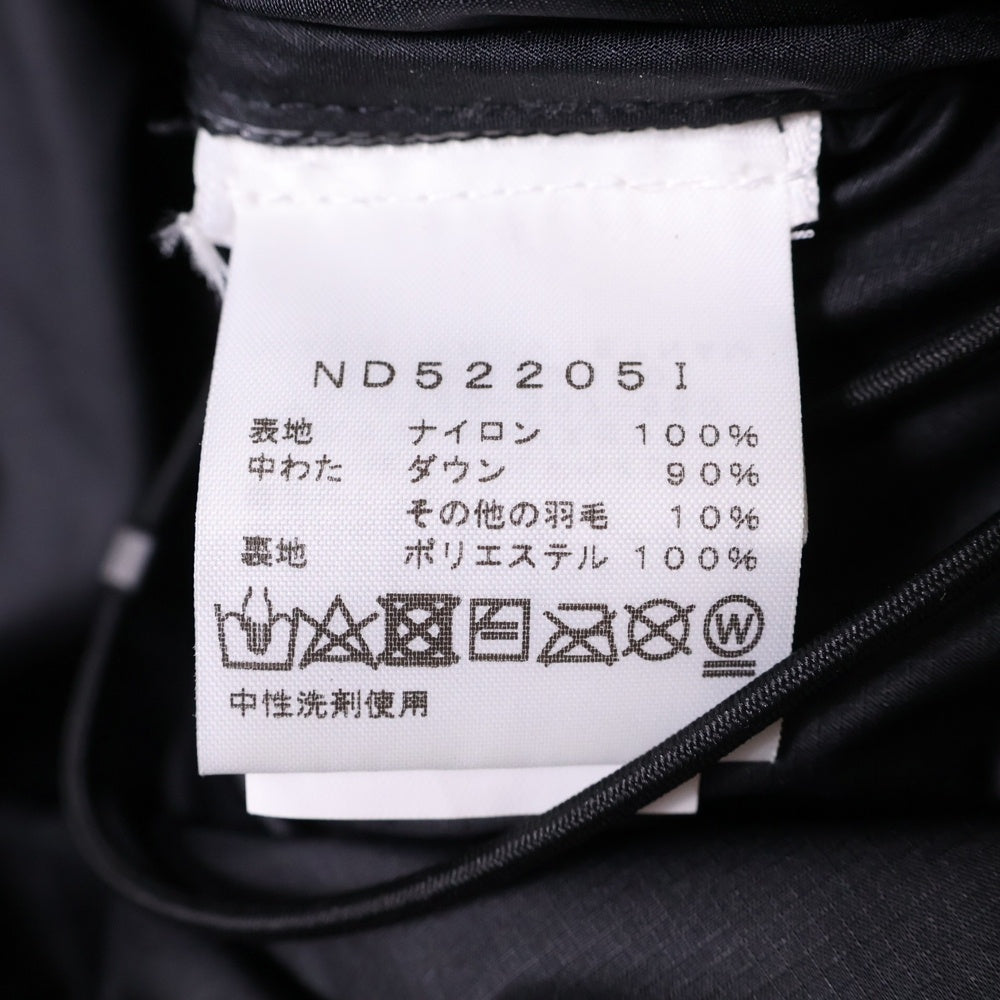 ND52205I
表地 ナイロン 100%
中わた ダウン 90%
その他の羽毛 10%
裏地 ポリエステル 100%
W
中性洗剤使用